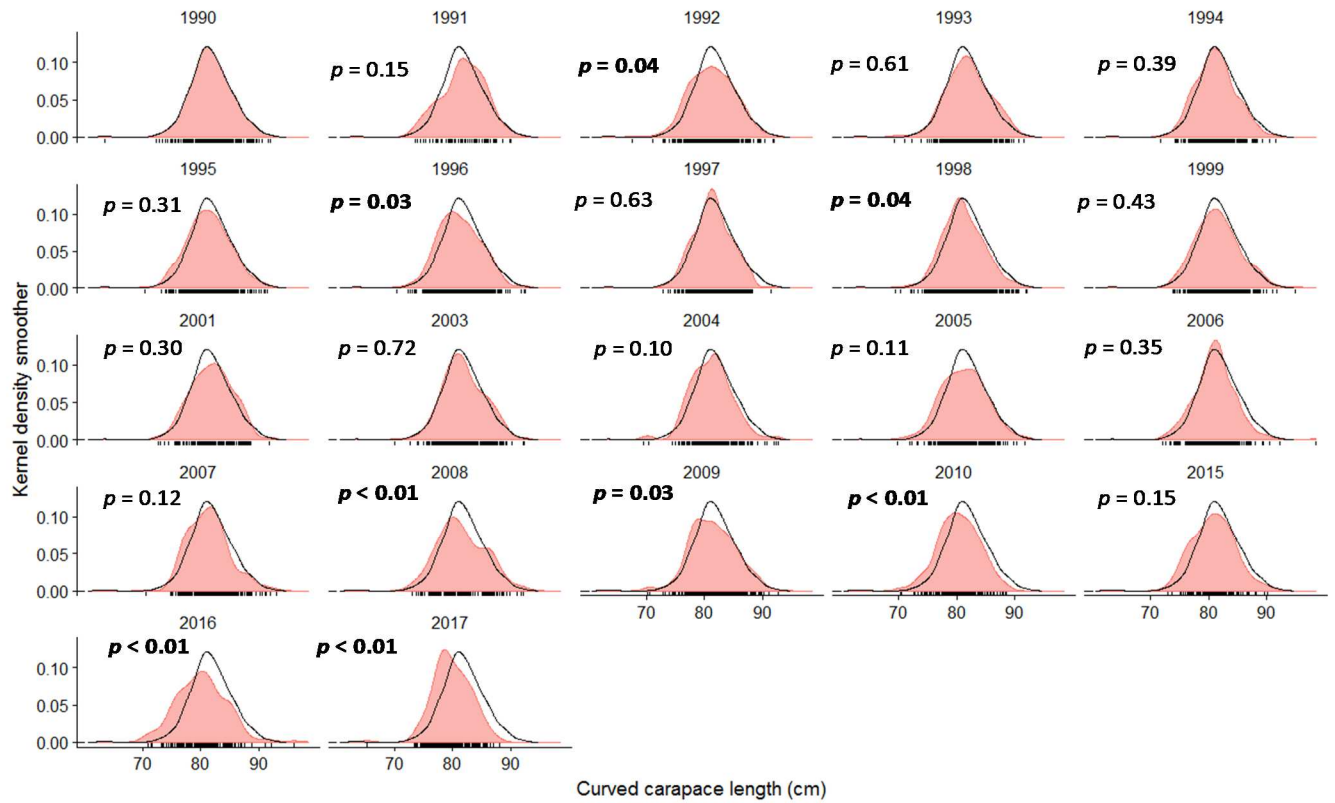 1990 1991 1992 1993 1994
p = 0.15 p = 0.04 p = 0.61 p = 0.39
0.10
0.05
0.00
1995 1996 1997 1998 1999
p = 0.31 p = 0.03 p = 0.63 p = 0.04 p = 0.43
0.10
0.05
0.00
Kernel density smoother
2001 2003 2004 2005 2006
p = 0.30 p = 0.72 p = 0.10 p = 0.11 p = 0.35
0.10
0.05
0.00
2007 2008 2009 2010 2015
p = 0.12 p < 0.01 p = 0.03 p < 0.01 p = 0.15
0.10
0.05
0.00
70 80 90 70 80 90 70 80 90
2016 2017
p < 0.01 p < 0.01
0.10
0.05
0.00
70 80 90 70 80 90
Curved carapace length (cm)